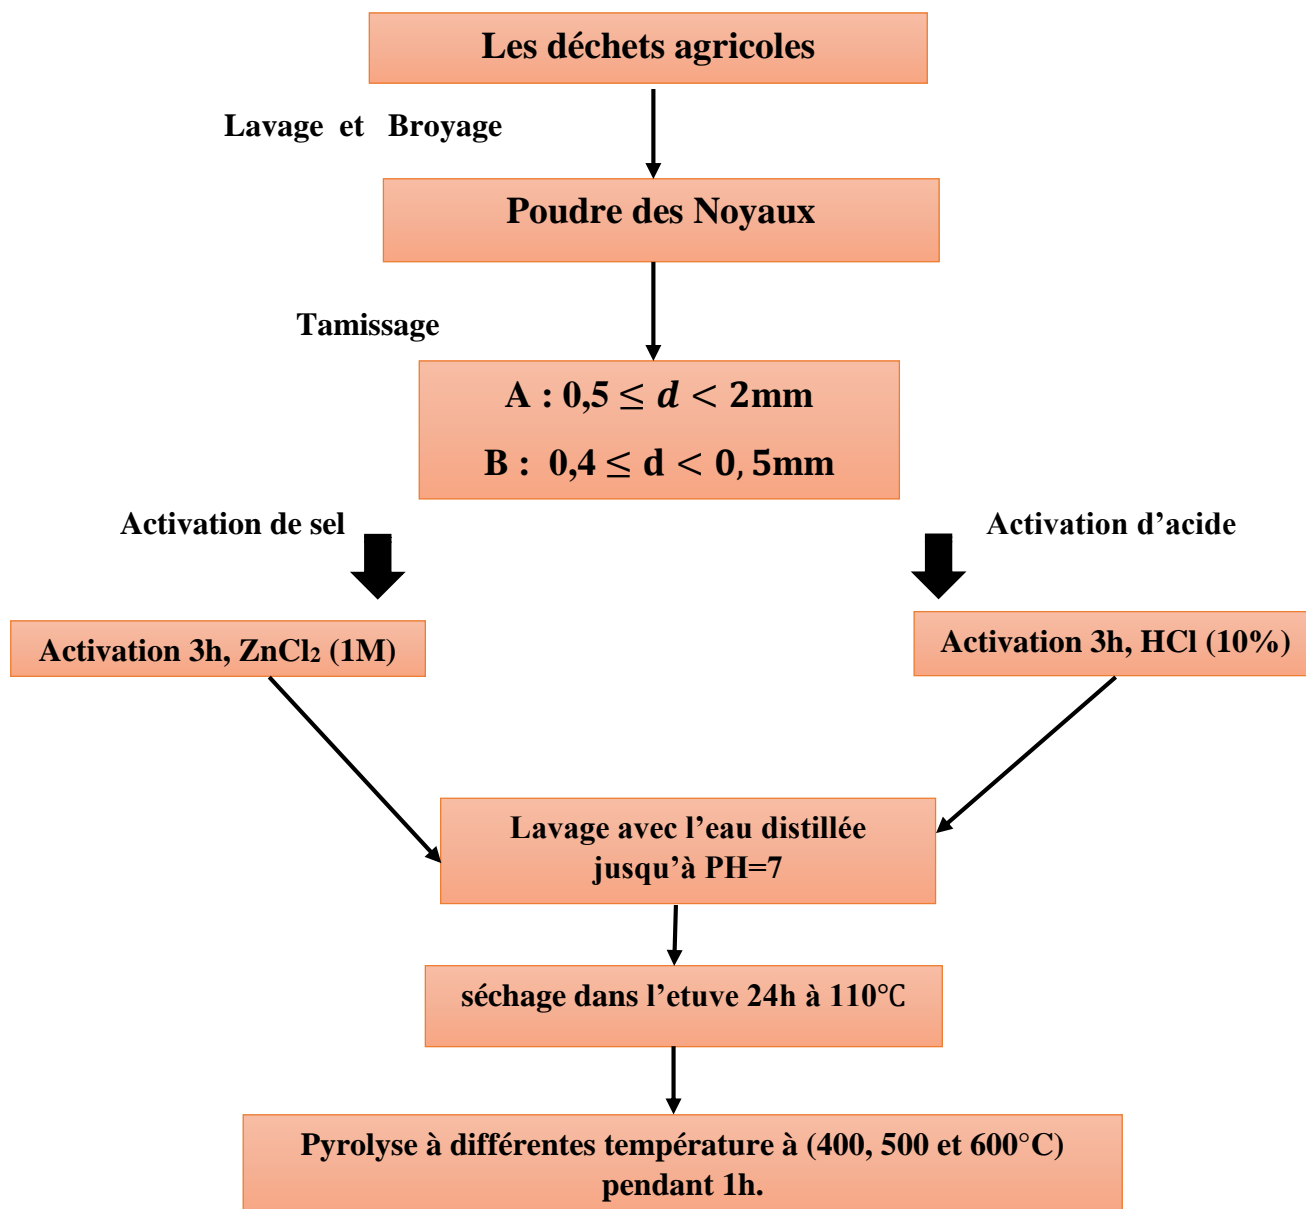 Les déchets agricoles
Lavage et Broyage
Poudre des Noyaux
Tamissage
A : 0,5 ≤ d < 2mm
B : 0,4 ≤ d < 0,5mm
Activation de sel
Activation d’acide
Activation 3h, ZnCl₂ (1M)
Activation 3h, HCl (10%)
Lavage avec l’eau distillée
jusqu’à PH=7
séchage dans l’etuve 24h à 110°C
Pyrolyse à différentes température à (400, 500 et 600°C)
pendant 1h.